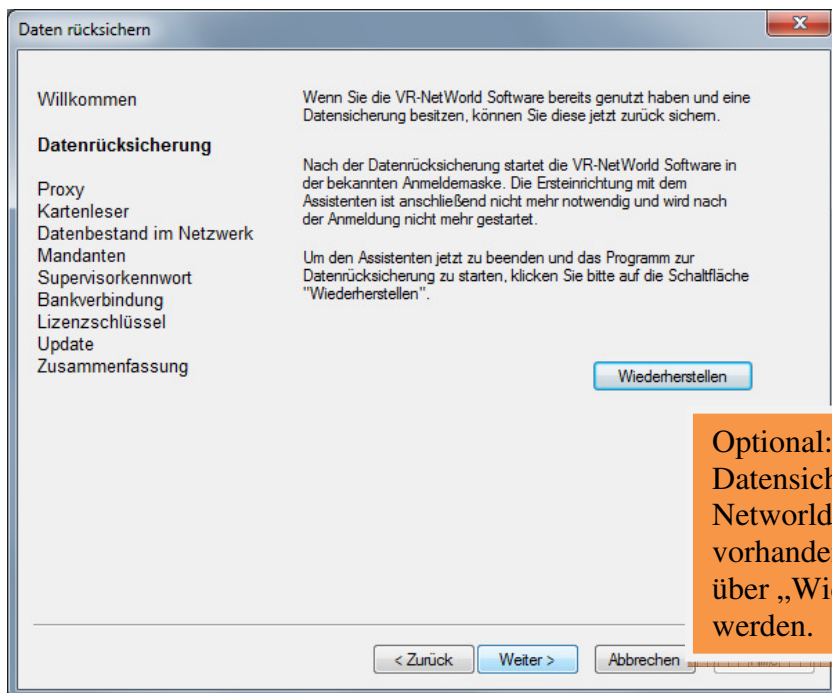 Daten rücksichern
Willkommen
Datenrücksicherung
Proxy
Kartenleser
Datenbestand im Netzwerk
Mandanten
Supervisorkennwort
Bankverbindung
Lizenzschlüssel
Update
Zusammenfassung
Wenn Sie die VR-NetWorld Software bereits genutzt haben und eine
Datensicherung besitzen, können Sie diese jetzt zurück sichern.
Nach der Datenrücksicherung startet die VR-NetWorld Software in
der bekannten Anmeldemaske. Die Ersteinrichtung mit dem
Assistenten ist anschließend nicht mehr notwendig und wird nach
der Anmeldung nicht mehr gestartet.
Um den Assistenten jetzt zu beenden und das Programm zur
Datenrücksicherung zu starten, klicken Sie bitte auf die Schaltfläche
"Wiederherstellen".
Wiederherstellen
Optional:
Datensich
Networld
vorhande
über „Wi
werden.
< Zurück Weiter > Abbrechen